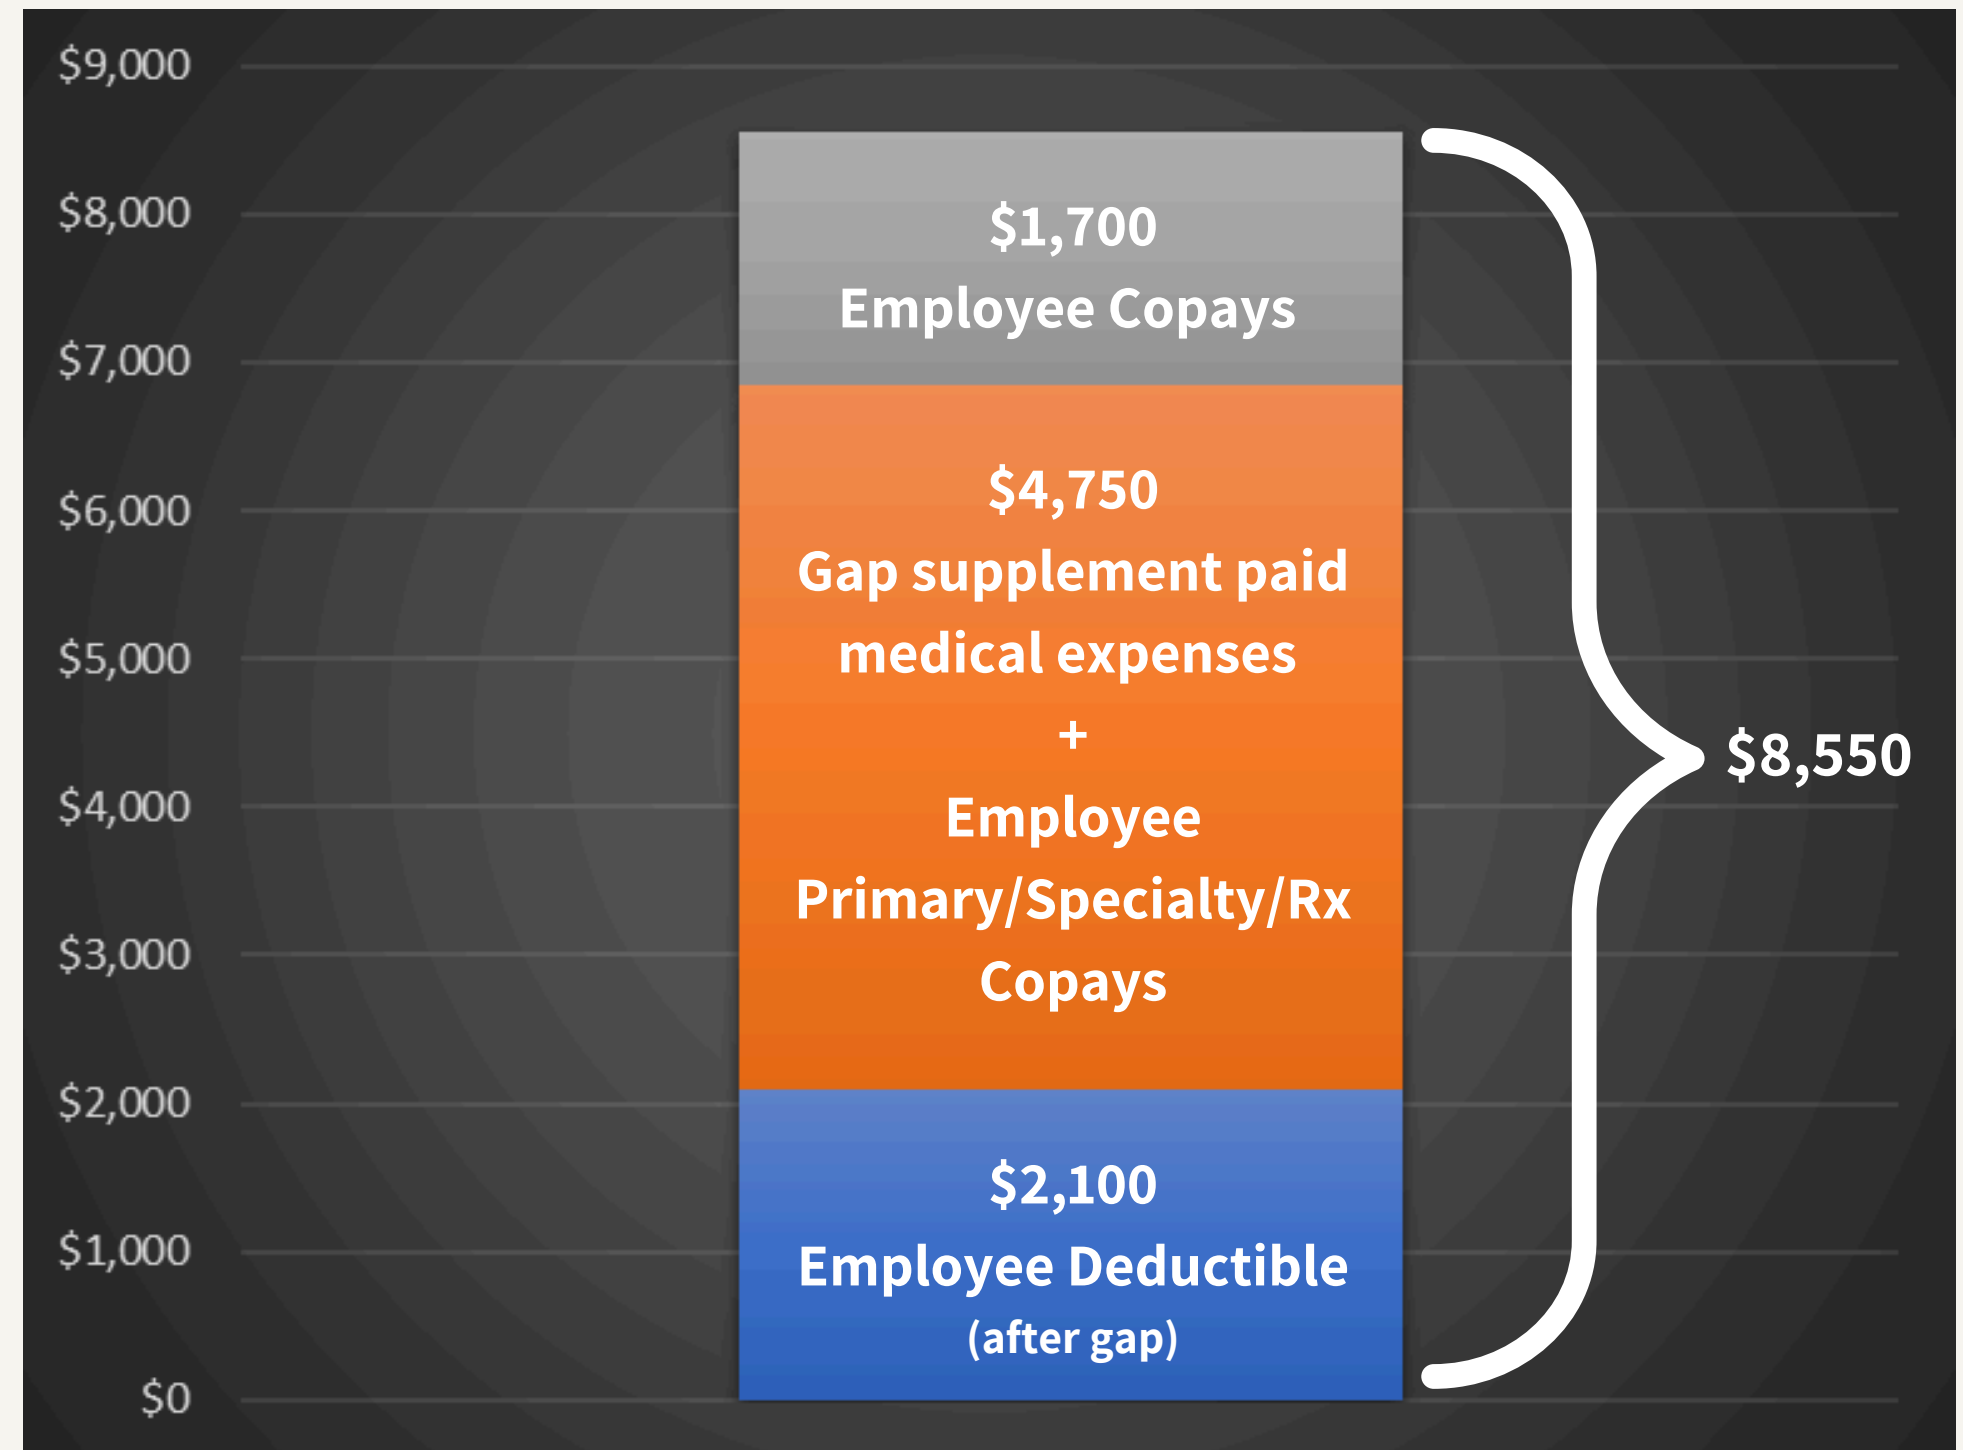 $9,000
$8,000
$7,000
$6,000
$5,000
$4,000
$3,000
$2,000
$1,000
$0
$1,700
Employee Copays
$4,750
Gap supplement paid
medical expenses
+
Employee
Primary/Specialty/Rx
Copays
$2,100
Employee Deductible
(after gap)
$8,550